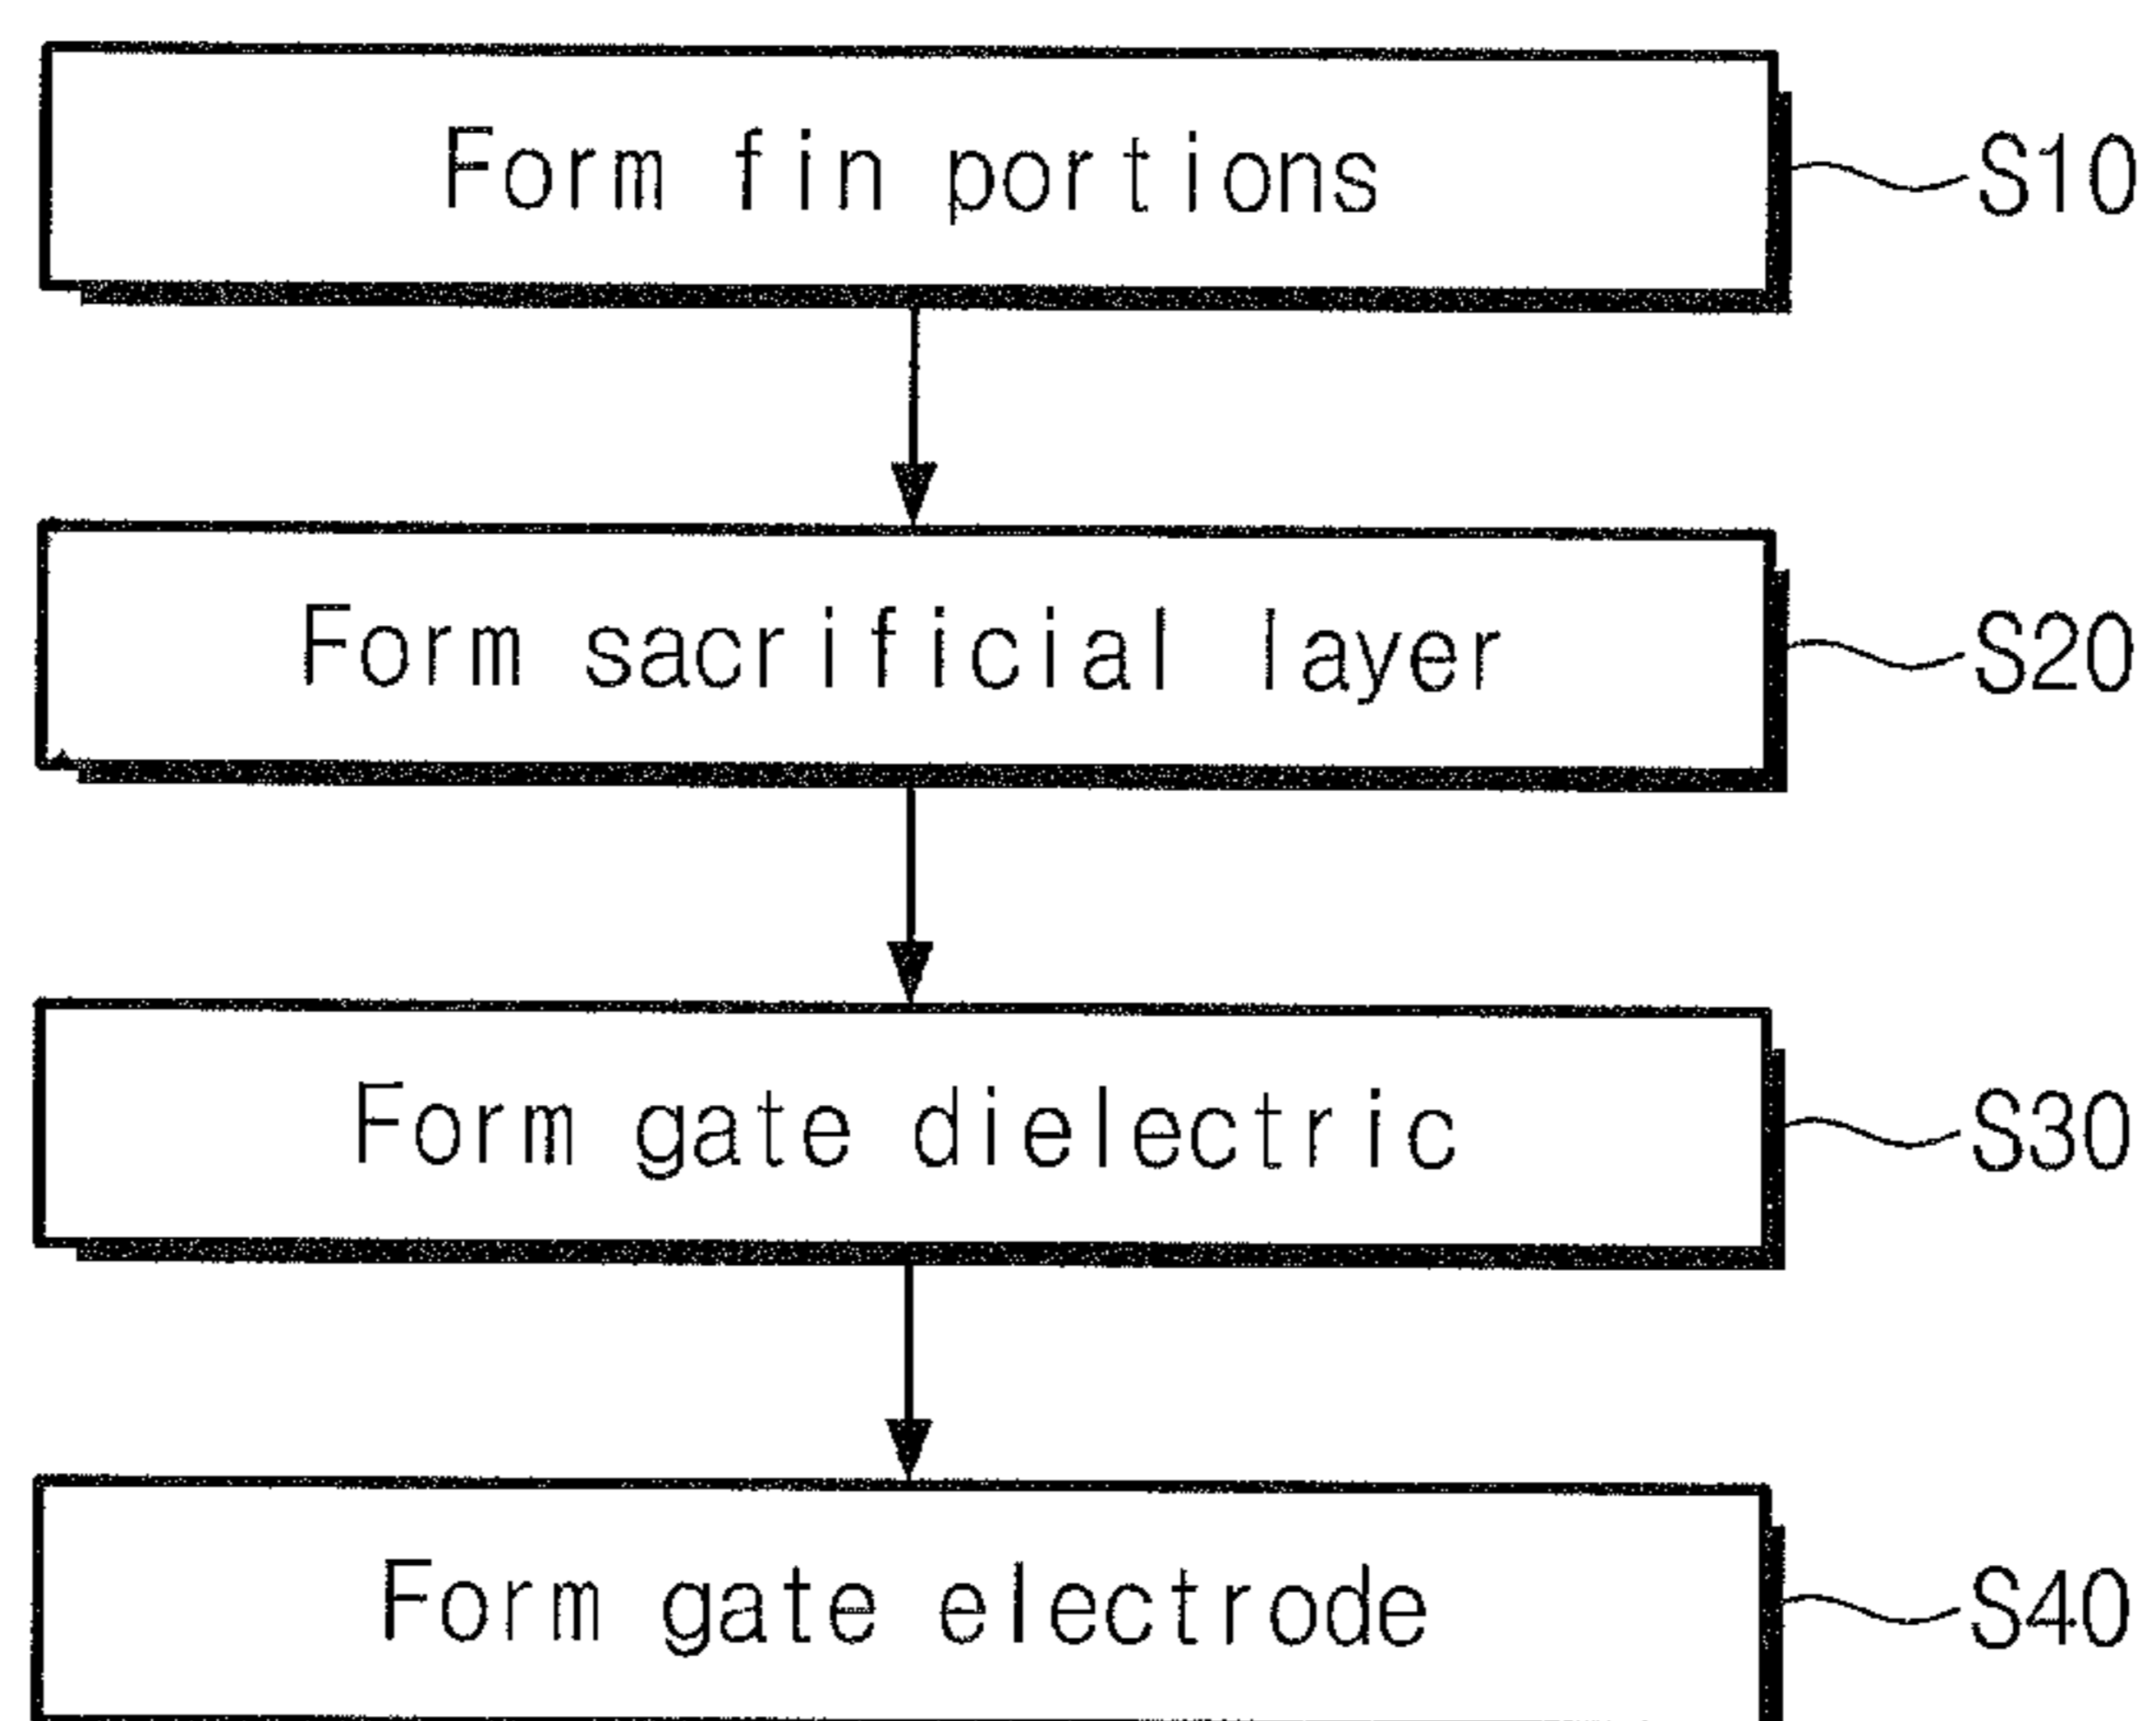 Form fin portions S10
Form sacrificial layer S20
Form gate dielectric S30
Form gate electrode S40